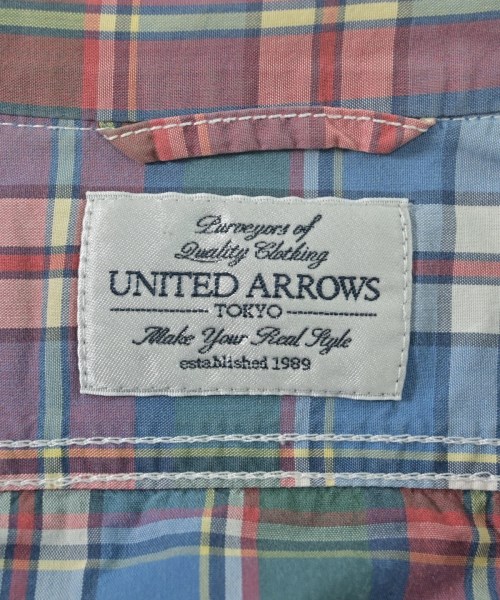 Purveyors of
Quality Clothing
UNITED ARROWS
TOKYO
Make Your Real Style
established 1989